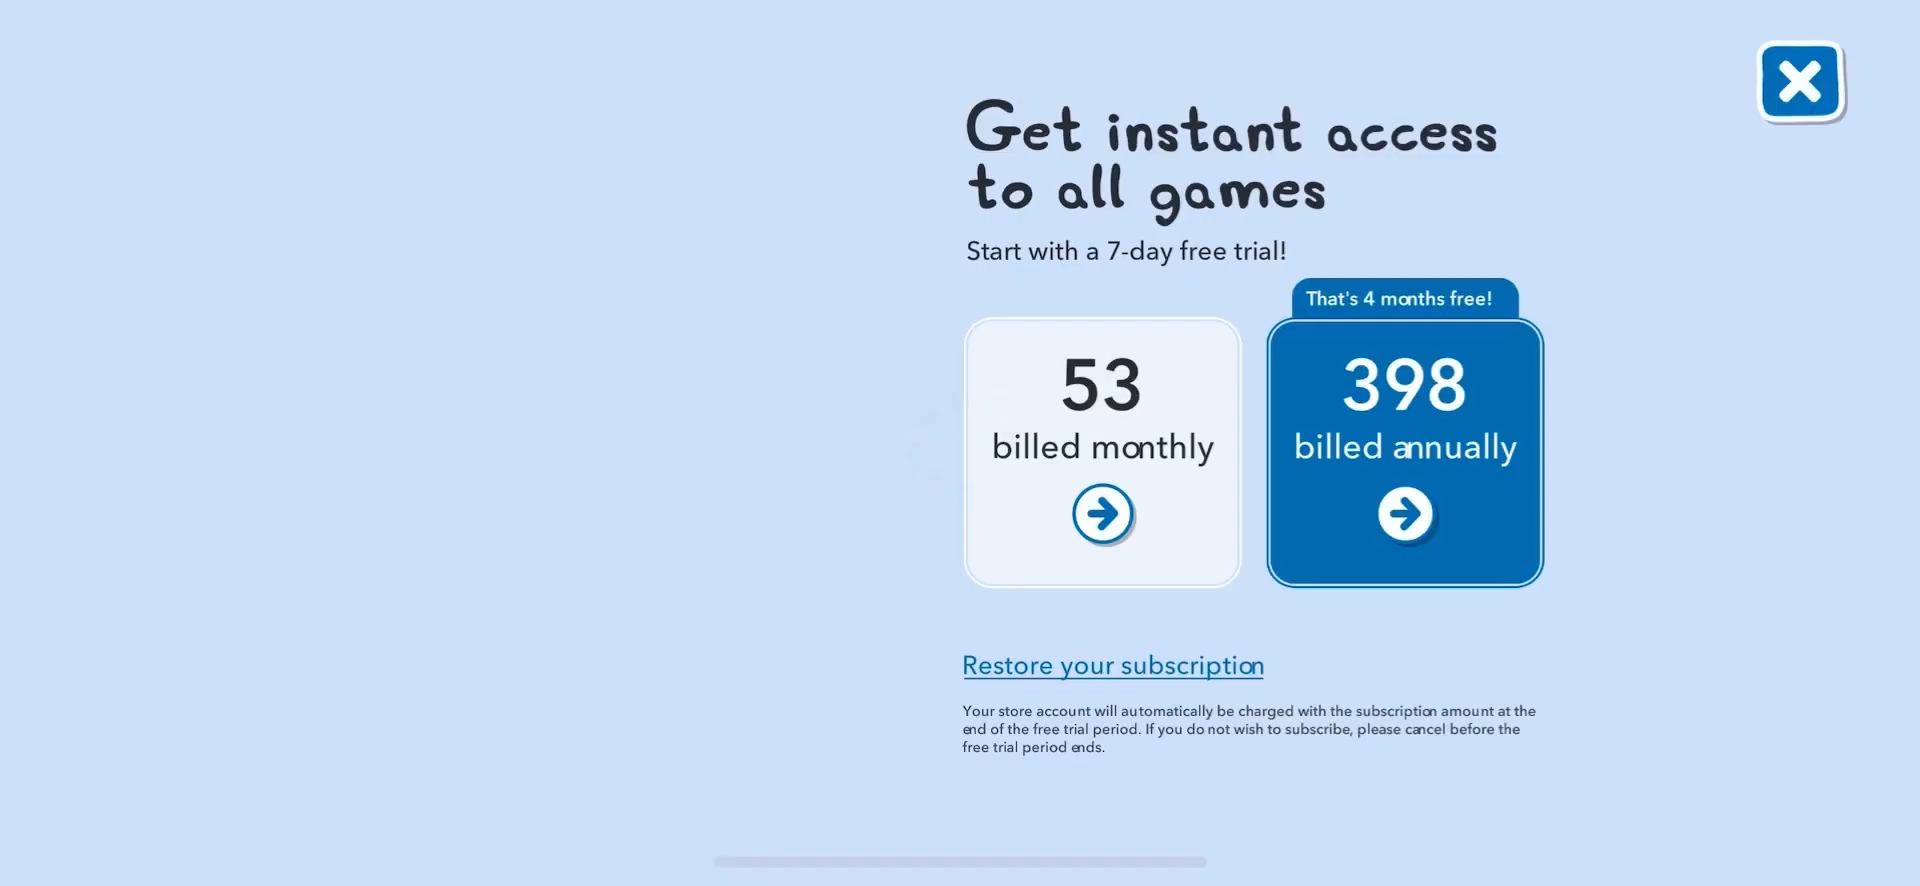 Get instant access
to all games
Start with a 7-day free trial!
That's 4 months free!
53
billed monthly
398
billed annually
Restore your subscription
Your store account will automatically be charged with the subscription amount at the
end of the free trial period. If you do not wish to subscribe, please cancel before the
free trial period ends.